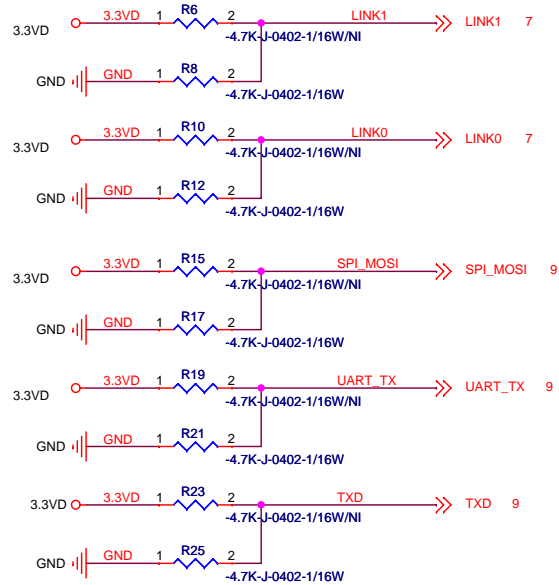 R6
3.3VD 3.3VD 1 2 LINK1 LINK1 7
-4.7K-J-0402-1/16W/NI
R8
GND GND 1 2
-4.7K-J-0402-1/16W
R10
3.3VD 3.3VD 1 2 LINK0 LINK0 7
-4.7K-J-0402-1/16W/NI
R12
GND GND 1 2
-4.7K-J-0402-1/16W
R15
3.3VD 3.3VD 1 2 SPI_MOSI SPI_MOSI 9
-4.7K-J-0402-1/16W/NI
R17
GND GND 1 2
-4.7K-J-0402-1/16W
R19
3.3VD 3.3VD 1 2 UART_TX UART_TX 9
-4.7K-J-0402-1/16W/NI
R21
GND GND 1 2
-4.7K-J-0402-1/16W
R23
3.3VD 3.3VD 1 2 TXD TXD 9
-4.7K-J-0402-1/16W/NI
R25
GND GND 1 2
-4.7K-J-0402-1/16W